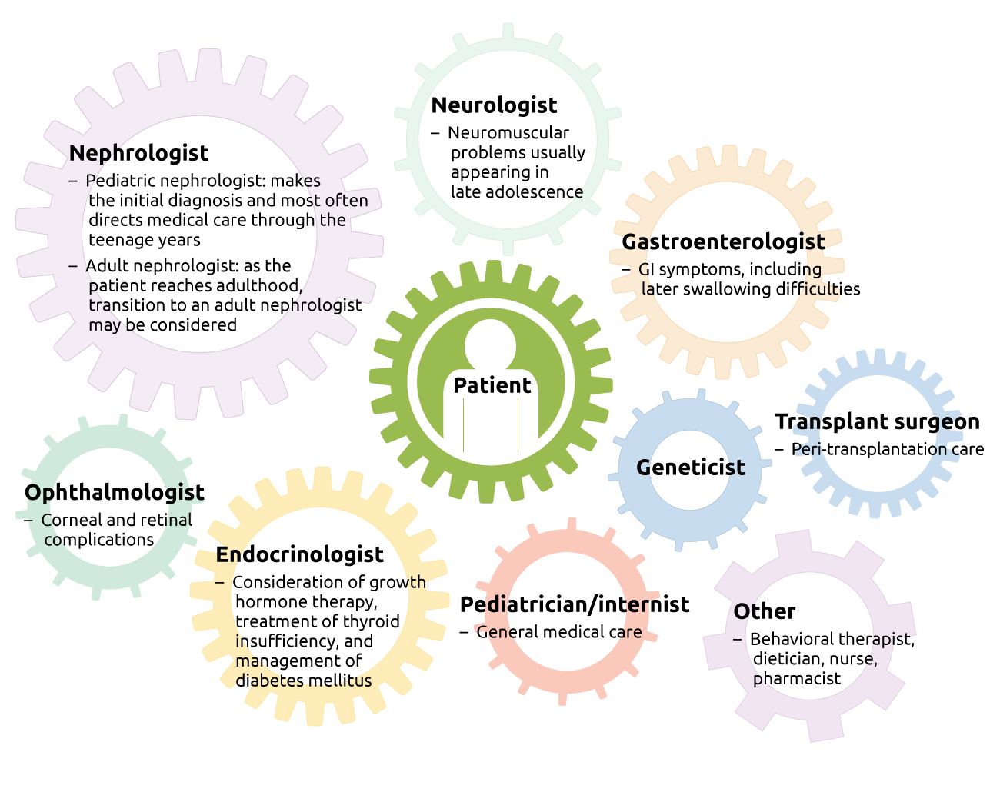 Nephrologist
– Pediatric nephrologist: makes
the initial diagnosis and most often
directs medical care through the
teenage years
– Adult nephrologist: as the
patient reaches adulthood,
transition to an adult nephrologist
may be considered
Neurologist
– Neuromuscular
problems usually
appearing in
late adolescence
Gastroenterologist
– GI symptoms, including
later swallowing difficulties
Patient
Transplant surgeon
– Peri-transplantation care
Geneticist
Ophthalmologist
– Corneal and retinal
complications
Endocrinologist
– Consideration of growth
hormone therapy,
treatment of thyroid
insufficiency, and
management of
diabetes mellitus
Pediatrician/internist
– General medical care
Other
– Behavioral therapist,
dietician, nurse,
pharmacist